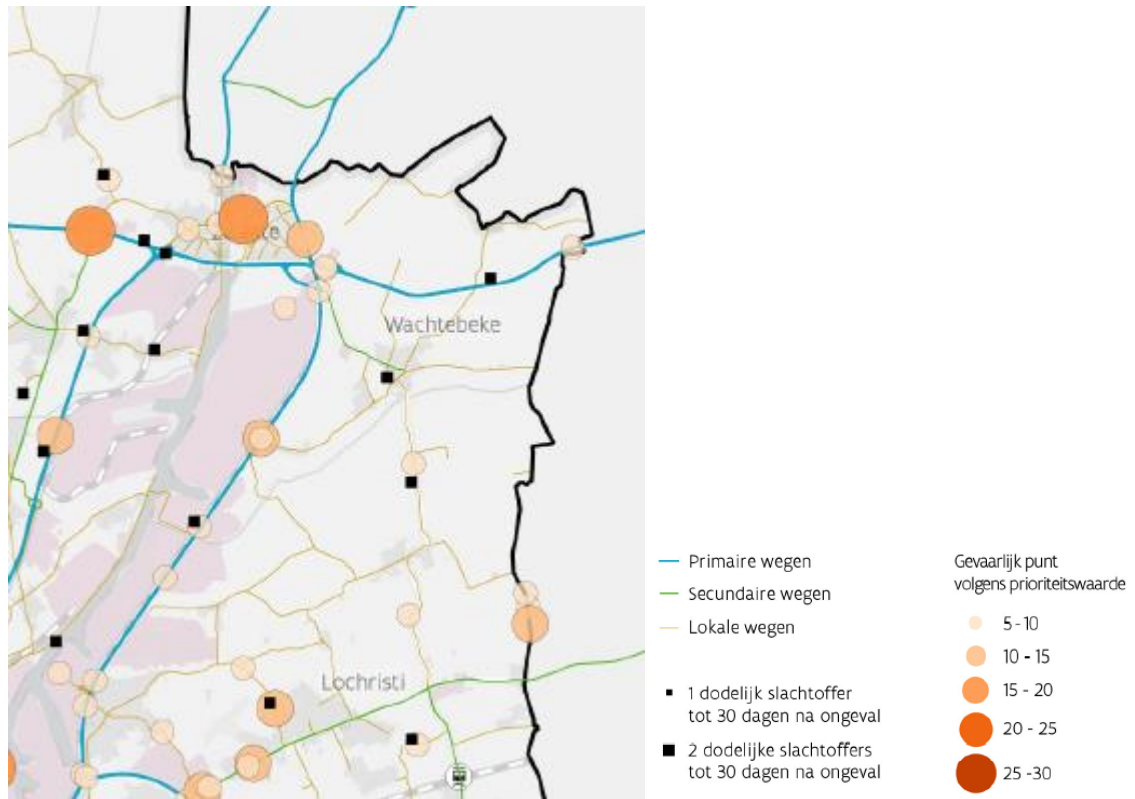 Wachtebeke
Lochristi
Primaire wegen
Secundaire wegen
Lokale wegen
1 dodelijk slachtoffer
tot 30 dagen na ongeval
2 dodelijke slachtoffers
tot 30 dagen na ongeval
Gevaarlijk punt
volgens prioriteitswaarde
5 - 10
10 - 15
15 - 20
20 - 25
25 -30